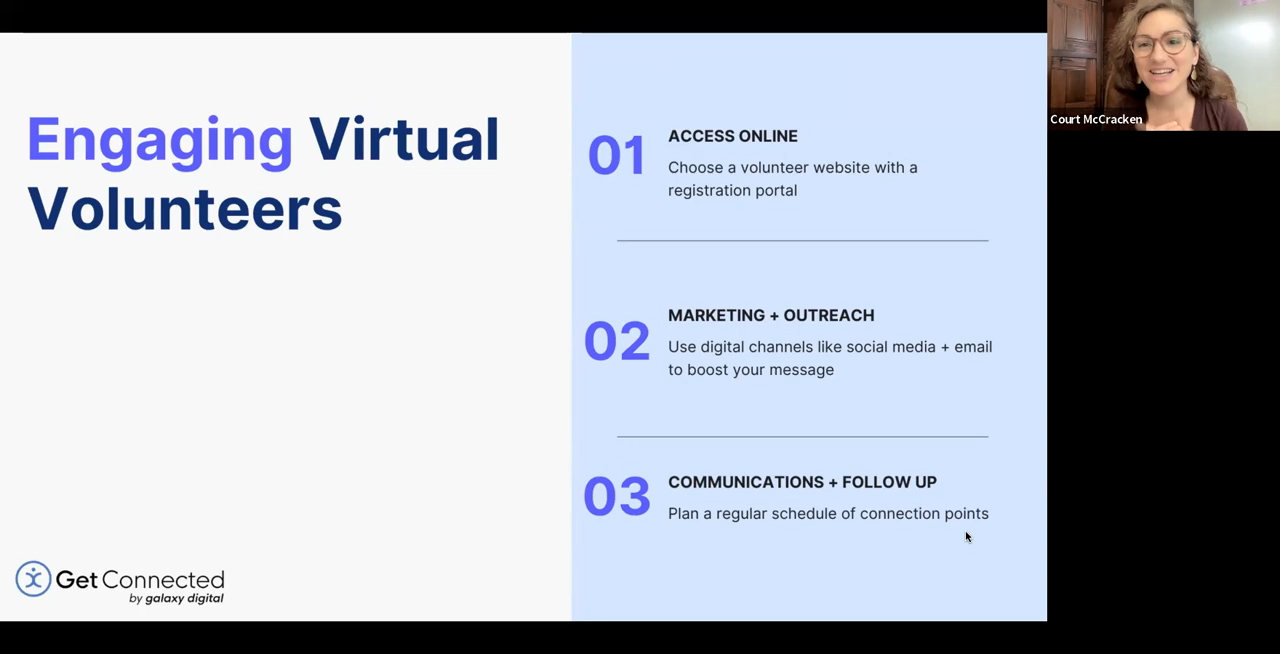 Engaging Virtual
Volunteers
01
ACCESS ONLINE
Choose a volunteer website with a
registration portal
02
MARKETING + OUTREACH
Use digital channels like social media + email
to boost your message
03
COMMUNICATIONS + FOLLOW UP
Plan a regular schedule of connection points
Get Connected
by galaxy digital
Court McCracken